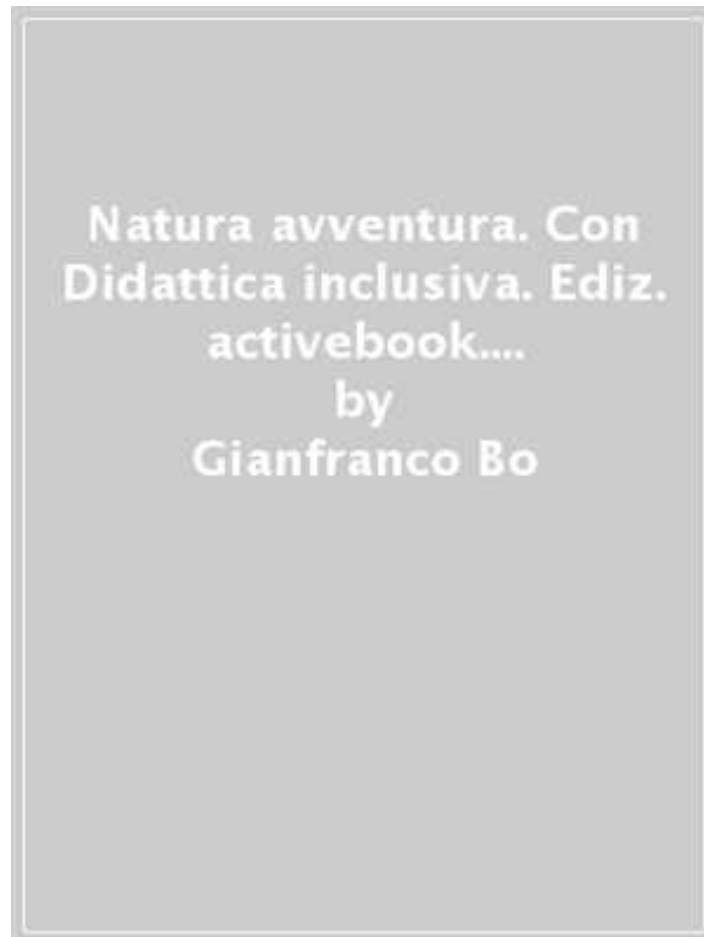 Natura avventura. Con
Didattica inclusiva. Ediz.
activebook....
by
Gianfranco Bo